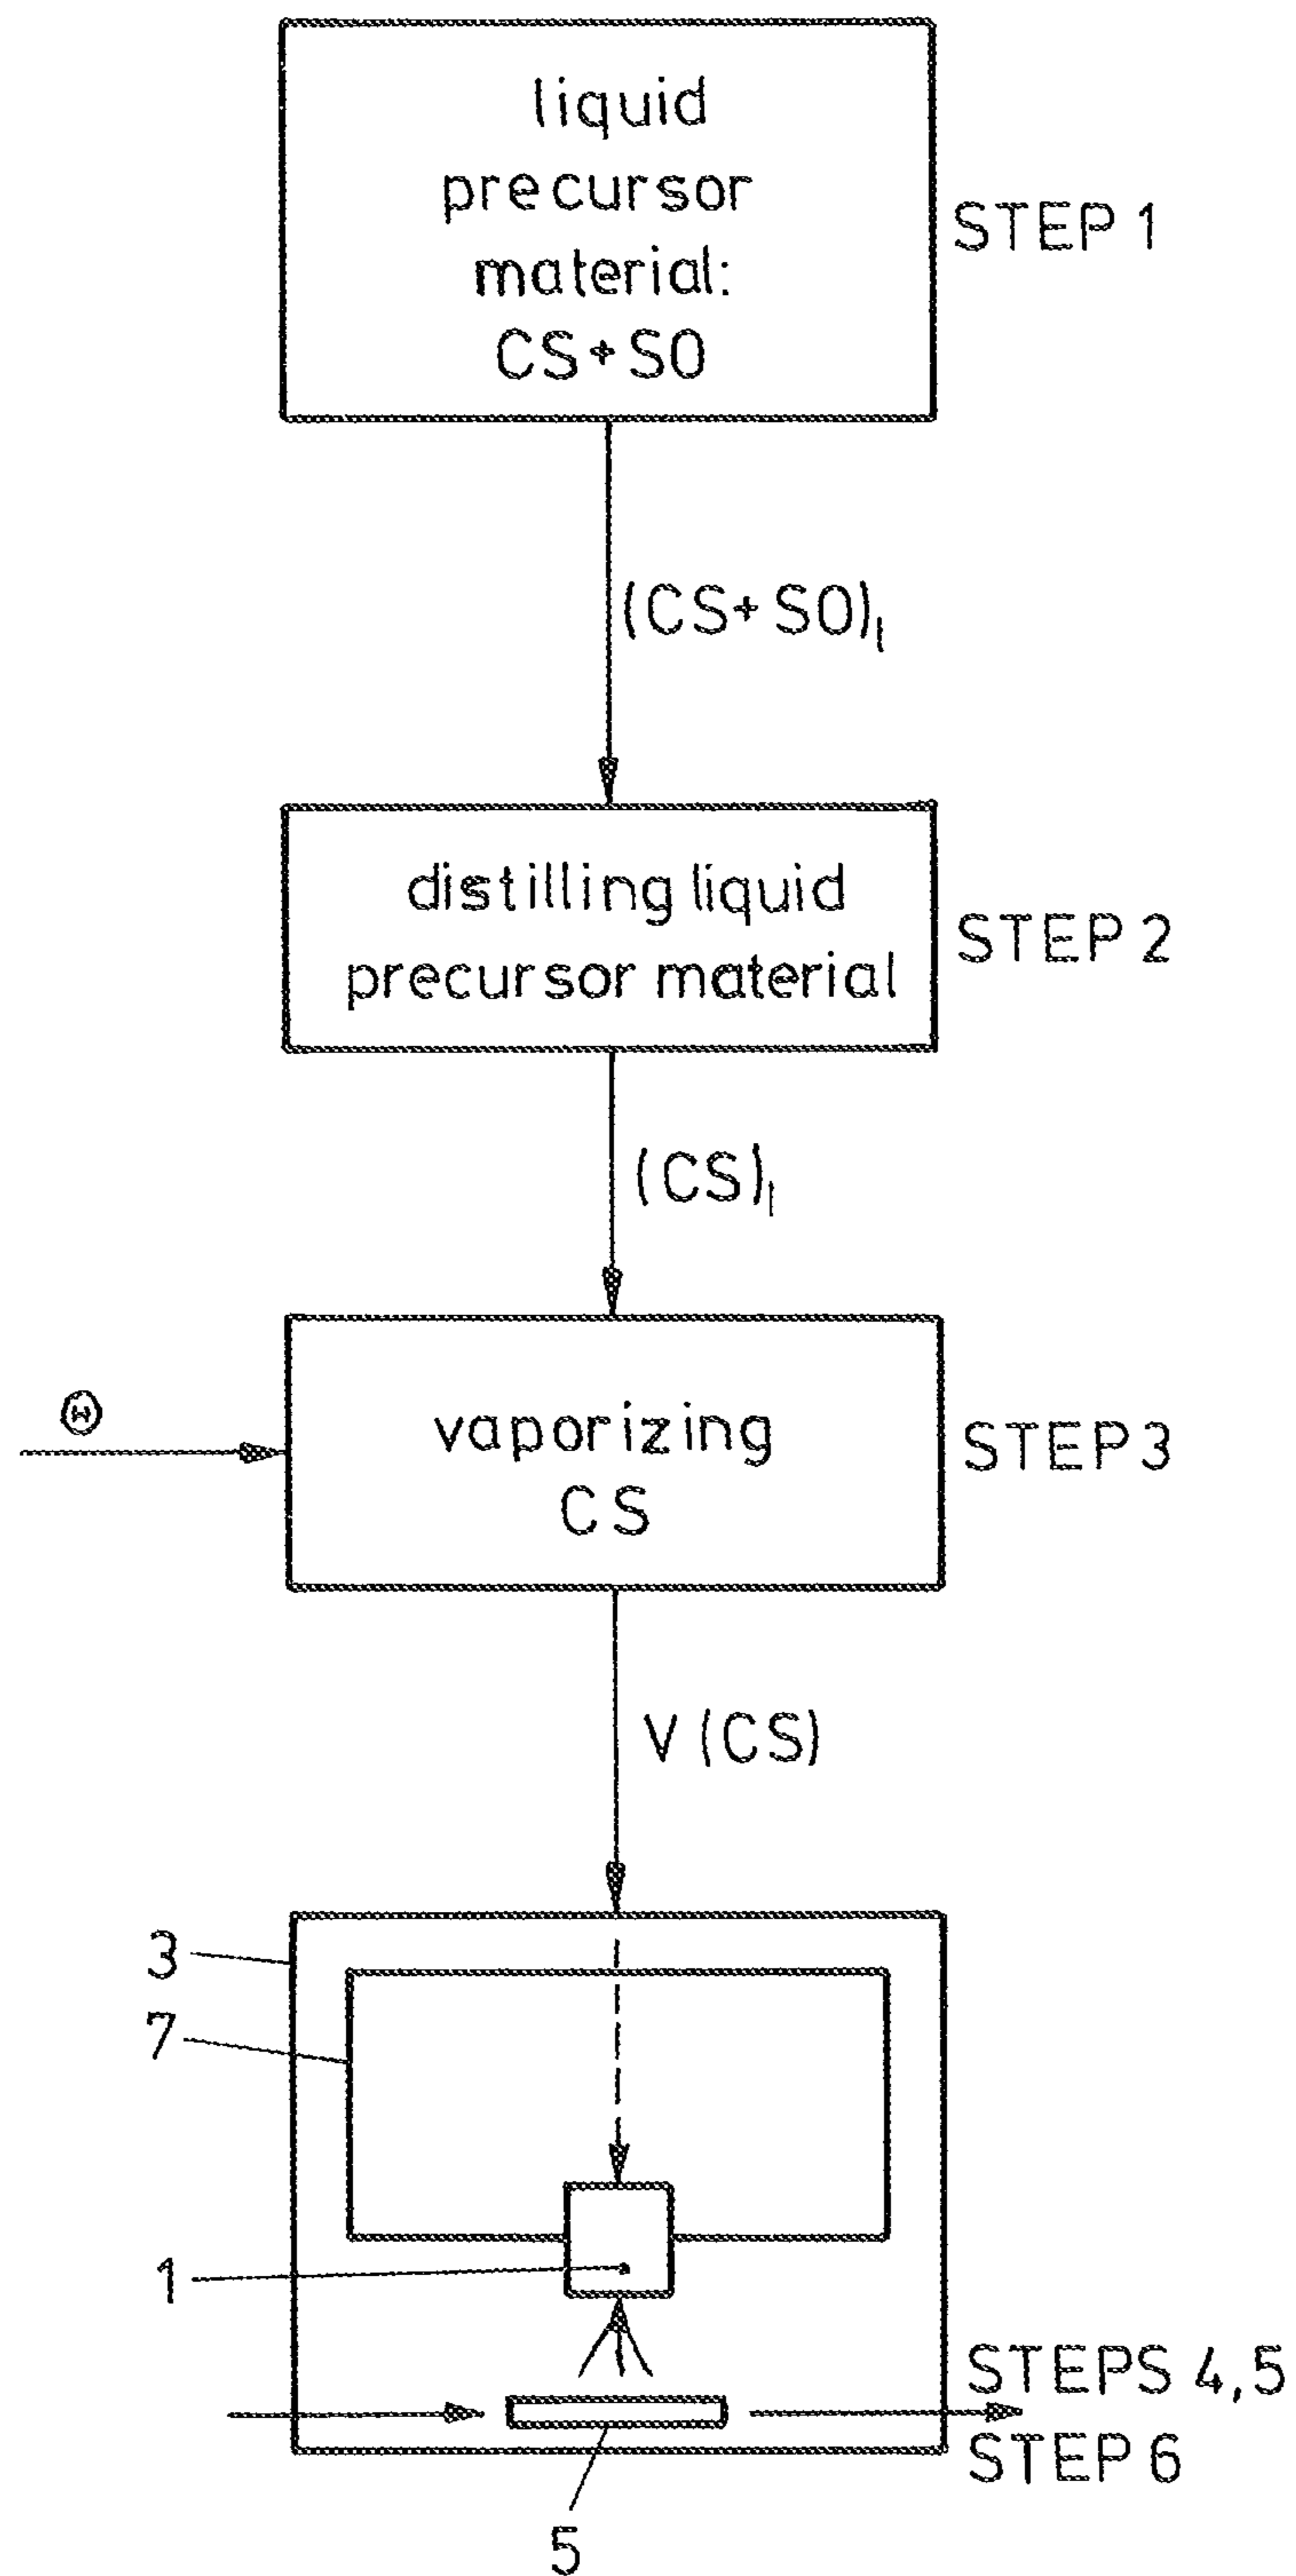 liquid
precursor
material:
CS+SO
STEP 1
(CS+SO)l
distilling liquid
precursor material
STEP 2
(CS)l
Θ
vaporizing
CS
STEP 3
V (CS)
3
7
1
STEPS 4,5
STEP 6
5